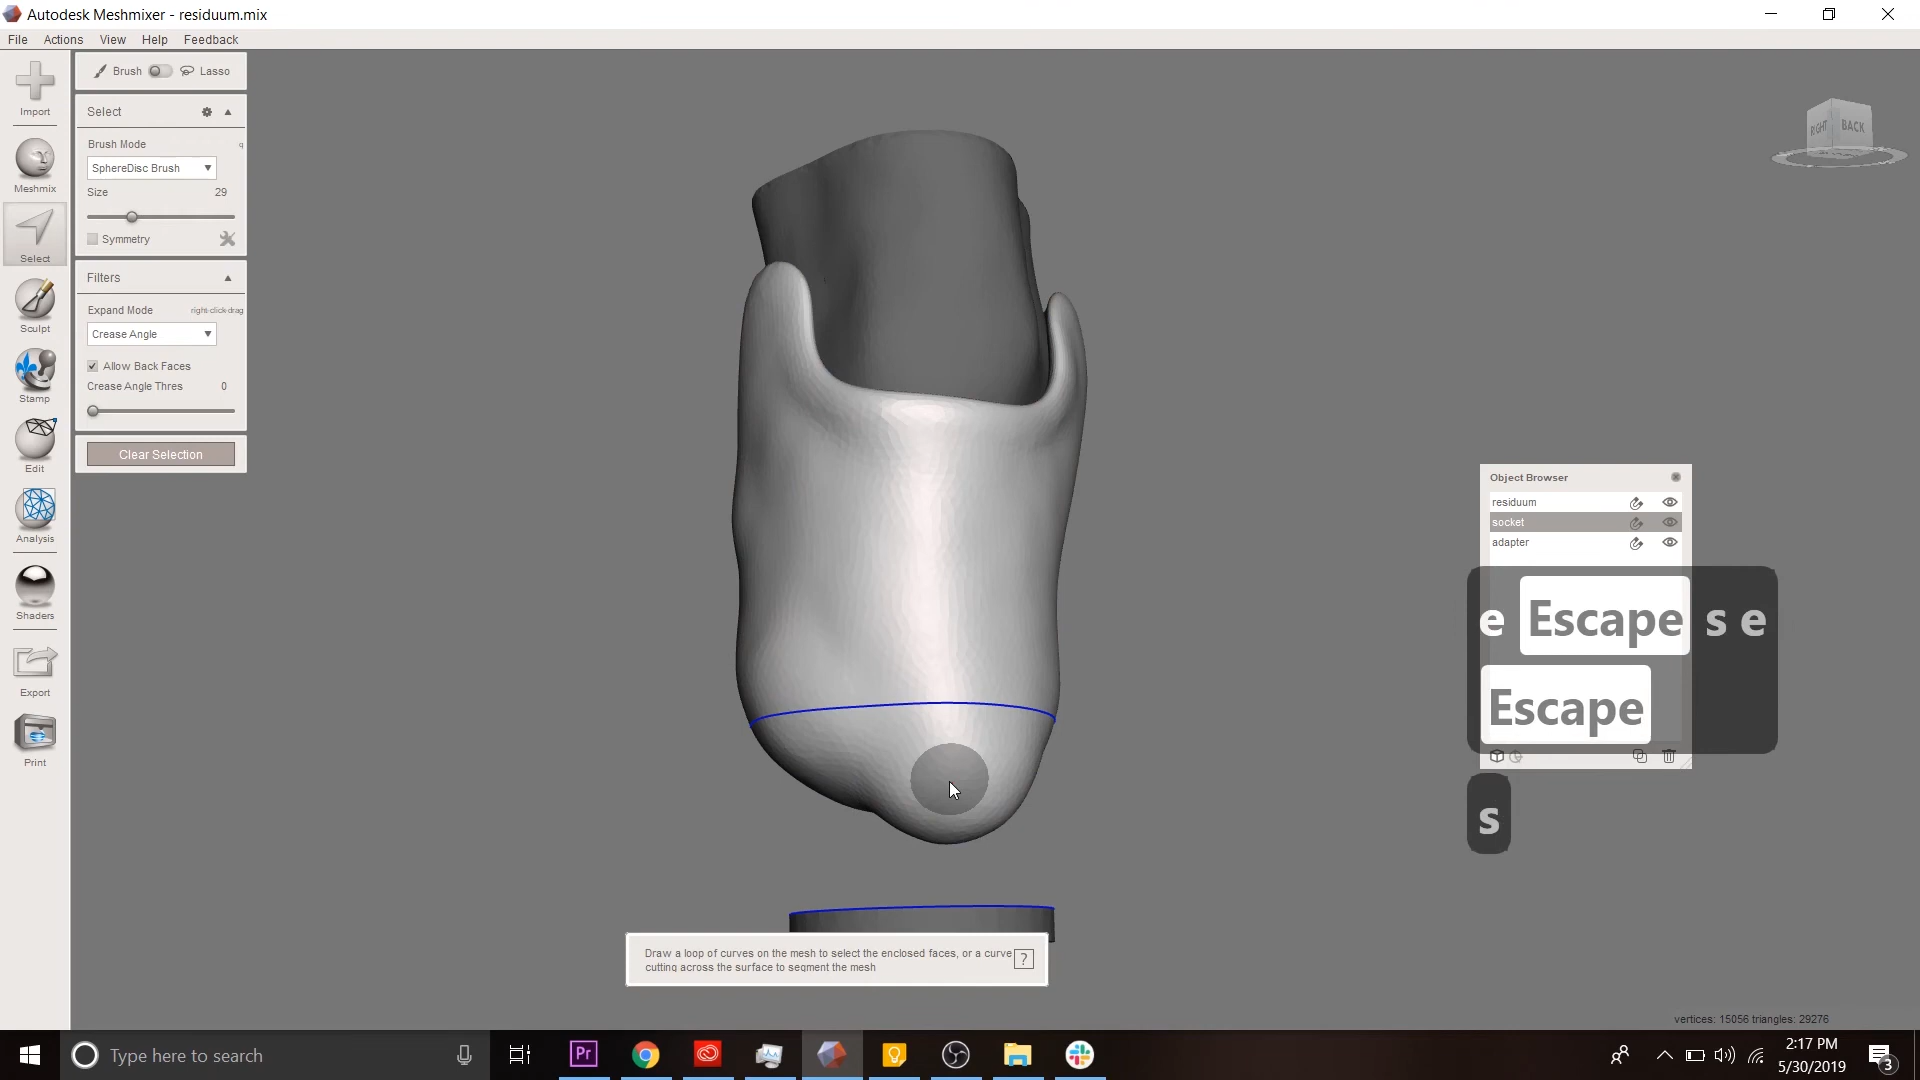 Autodesk Meshmixer - residuum.mix
File Actions View Help Feedback
Import
Meshmix
Select
Sculpt
Stamp
Edit
Analysis
Shaders
Export
Print
Brush Lasso
Select
Brush Mode q
SphereDisc Brush
Size 29
Symmetry
Filters
Expand Mode right-click-drag
Crease Angle
Allow Back Faces
Crease Angle Thres 0
Clear Selection
RIGHT BACK
Object Browser
residuum
socket
adapter
e Escape s e
Escape
s
Draw a loop of curves on the mesh to select the enclosed faces, or a curve
cutting across the surface to segment the mesh
?
vertices: 15056 triangles: 29276
Type here to search
Pr
2:17 PM
5/30/2019
3